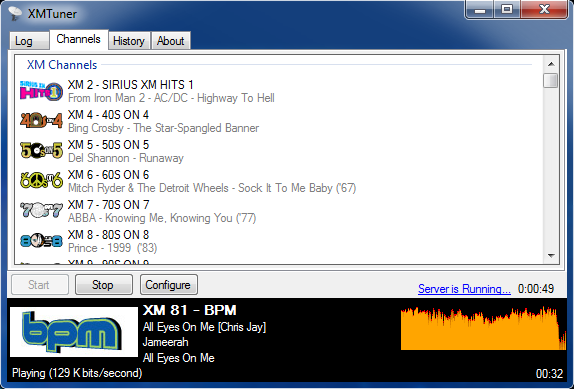 XMTuner
Log Channels History About
XM Channels
SIRIUS XM HITS 1
XM 2 - SIRIUS XM HITS 1
From Iron Man 2 - AC/DC - Highway To Hell
40s on 4
XM 4 - 40S ON 4
Bing Crosby - The Star-Spangled Banner
50s on 5
XM 5 - 50S ON 5
Del Shannon - Runaway
60s on 6
XM 6 - 60S ON 6
Mitch Ryder & The Detroit Wheels - Sock It To Me Baby ('67)
70s on 7
XM 7 - 70S ON 7
ABBA - Knowing Me, Knowing You ('77)
80s on 8
XM 8 - 80S ON 8
Prince - 1999 ('83)
XM 9 - 90S ON 9
Start Stop Configure
Server is Running... 0:00:49
bpm
XM 81 - BPM
All Eyes On Me [Chris Jay]
Jameerah
All Eyes On Me
Playing (129 K bits/second) 00:32